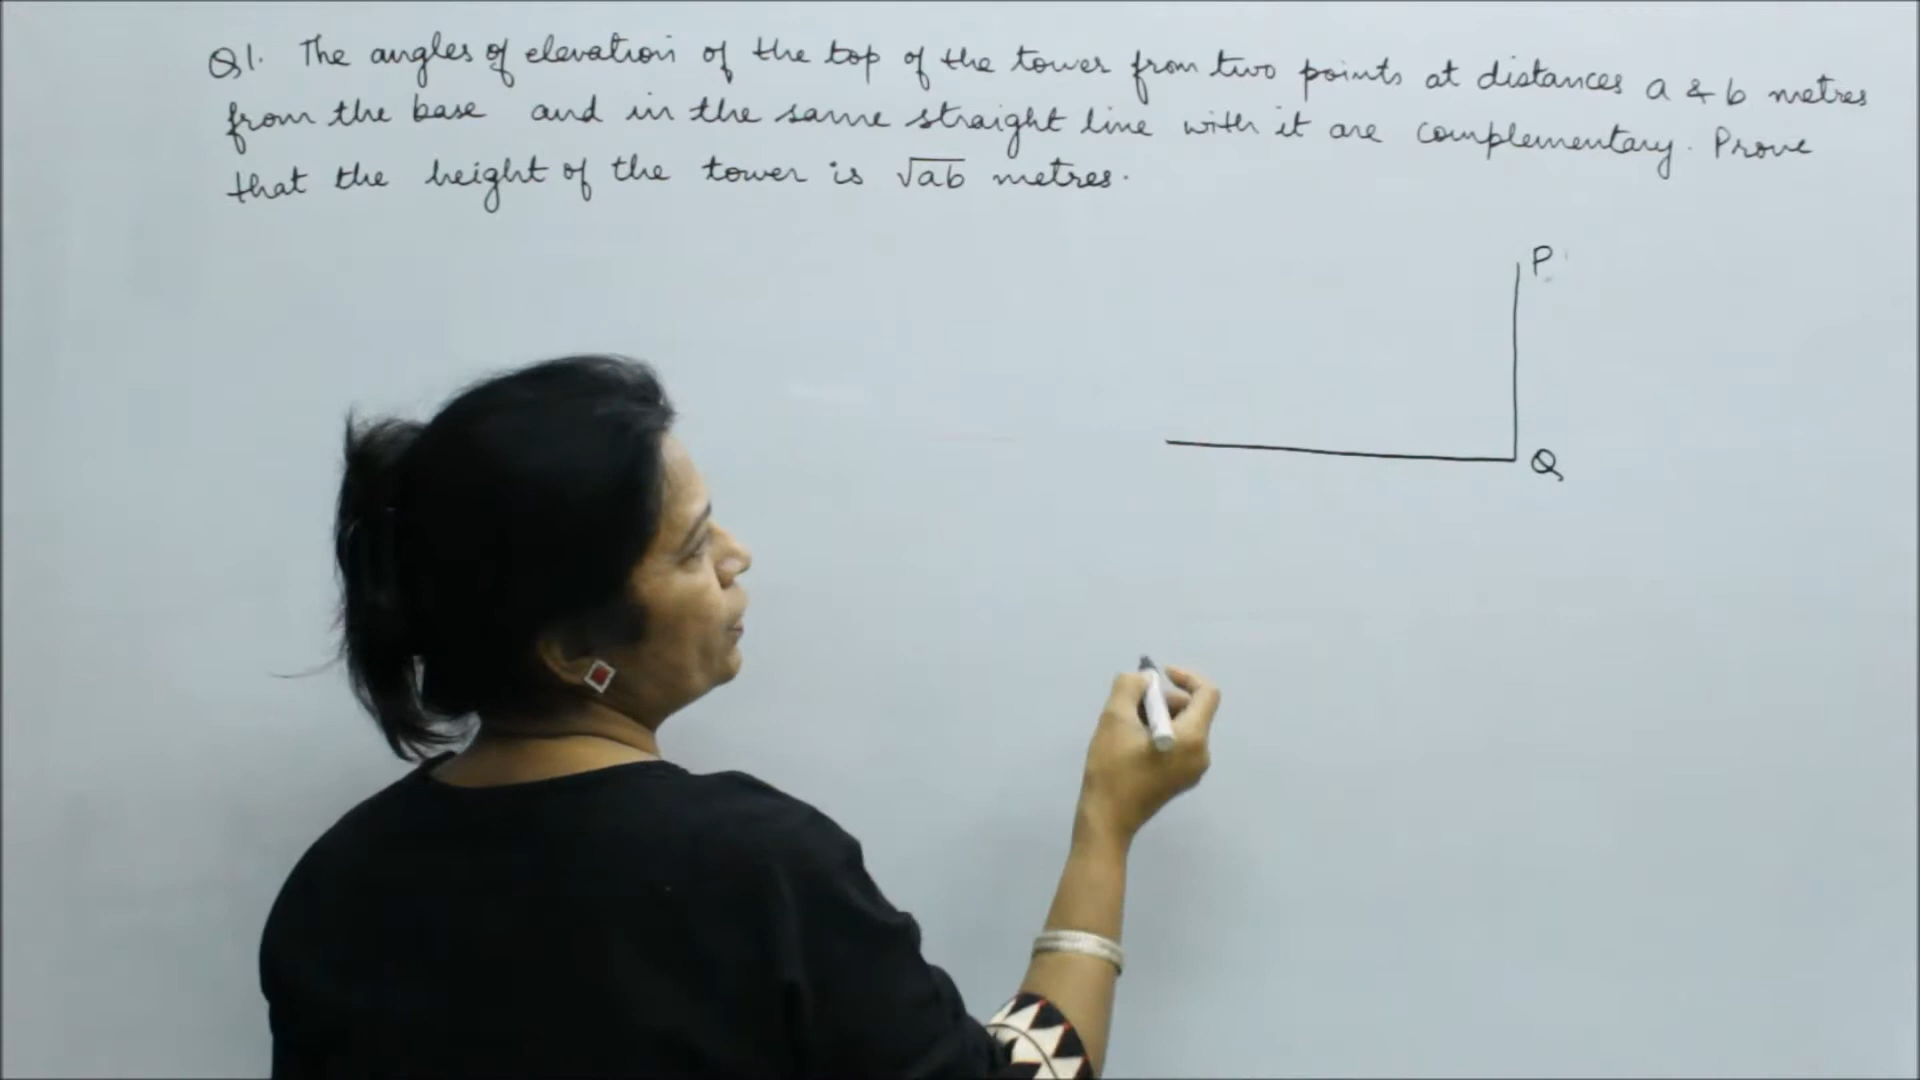 Q1. The angles of elevation of the top of the tower from two points at distances a & b metres
from the base and in the same straight line with it are complementary. Prove
that the height of the tower is √ab metres.
P
Q